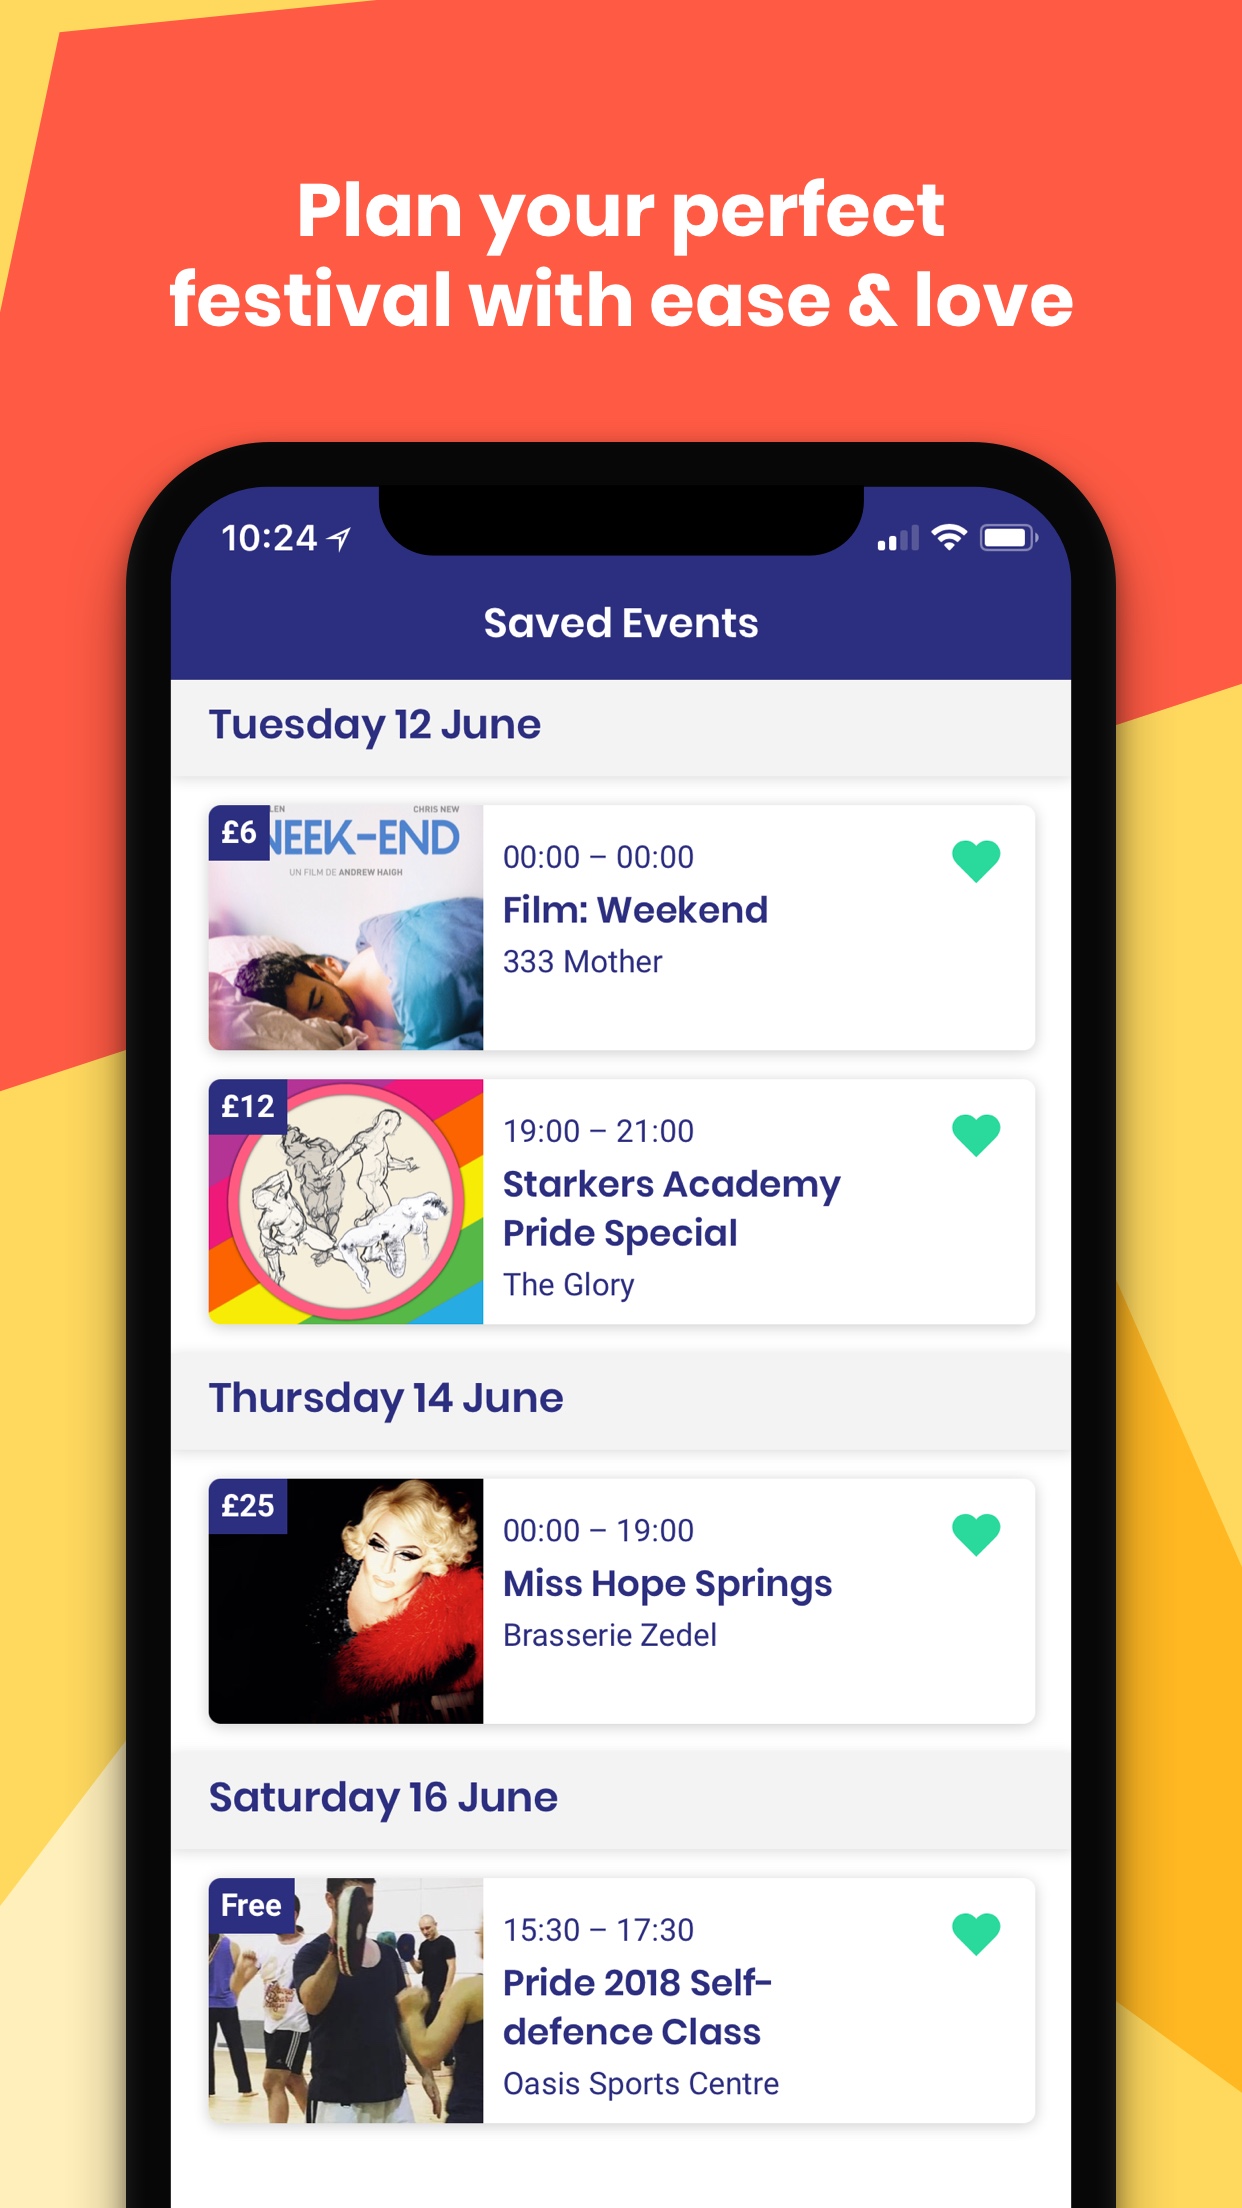 Plan your perfect
festival with ease & love
10:24
Saved Events
Tuesday 12 June
£6
LEN CHRIS NEW
WEEK-END
UN FILM DE ANDREW HAIGH
00:00 – 00:00
Film: Weekend
333 Mother
£12
19:00 – 21:00
Starkers Academy
Pride Special
The Glory
Thursday 14 June
£25
00:00 – 19:00
Miss Hope Springs
Brasserie Zedel
Saturday 16 June
Free
15:30 – 17:30
Pride 2018 Self-
defence Class
Oasis Sports Centre